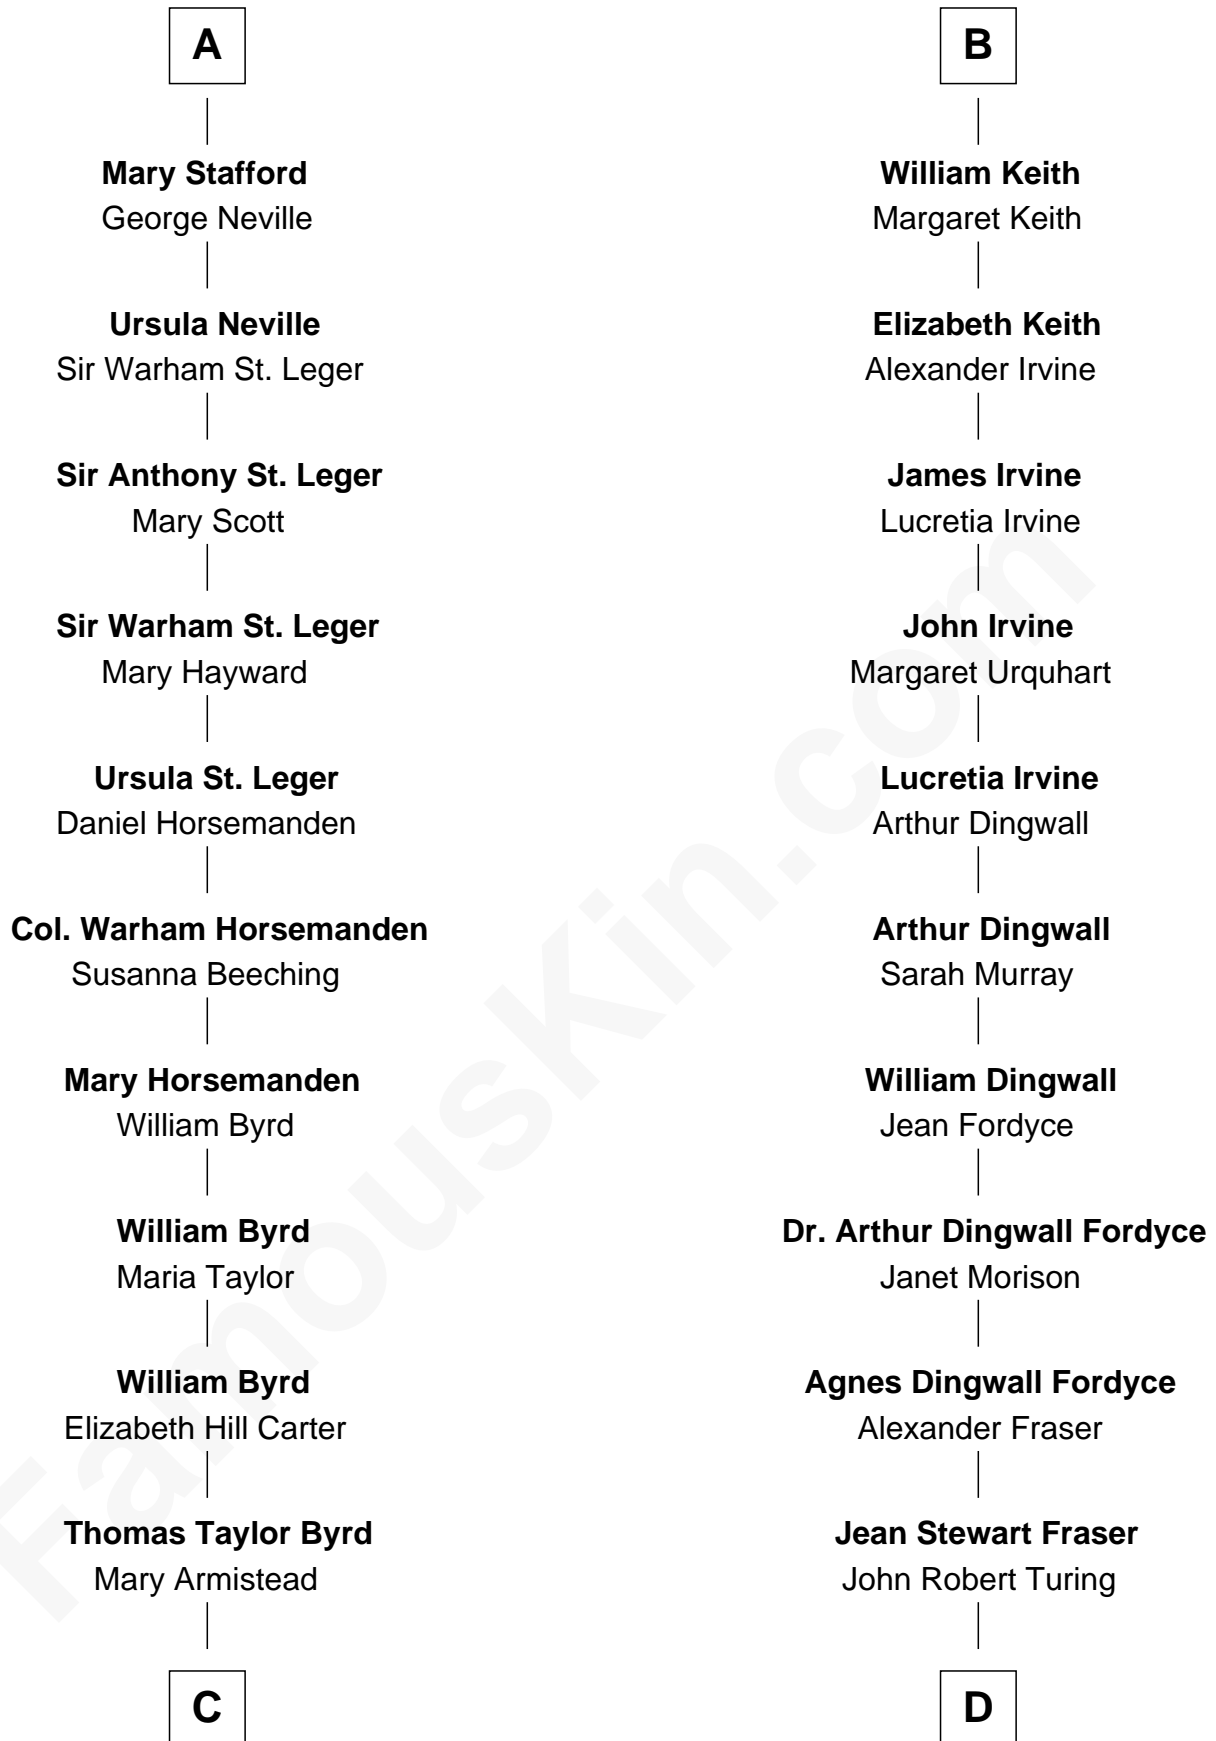 A
Mary Stafford
George Neville
Ursula Neville
Sir Warham St. Leger
Sir Anthony St. Leger
Mary Scott
Sir Warham St. Leger
Mary Hayward
Ursula St. Leger
Daniel Horsemanden
Col. Warham Horsemanden
Susanna Beeching
Mary Horsemanden
William Byrd
William Byrd
Maria Taylor
William Byrd
Elizabeth Hill Carter
Thomas Taylor Byrd
Mary Armistead
C
B
William Keith
Margaret Keith
Elizabeth Keith
Alexander Irvine
James Irvine
Lucretia Irvine
John Irvine
Margaret Urquhart
Lucretia Irvine
Arthur Dingwall
Arthur Dingwall
Sarah Murray
William Dingwall
Jean Fordyce
Dr. Arthur Dingwall Fordyce
Janet Morison
Agnes Dingwall Fordyce
Alexander Fraser
Jean Stewart Fraser
John Robert Turing
D
FamousKin.com